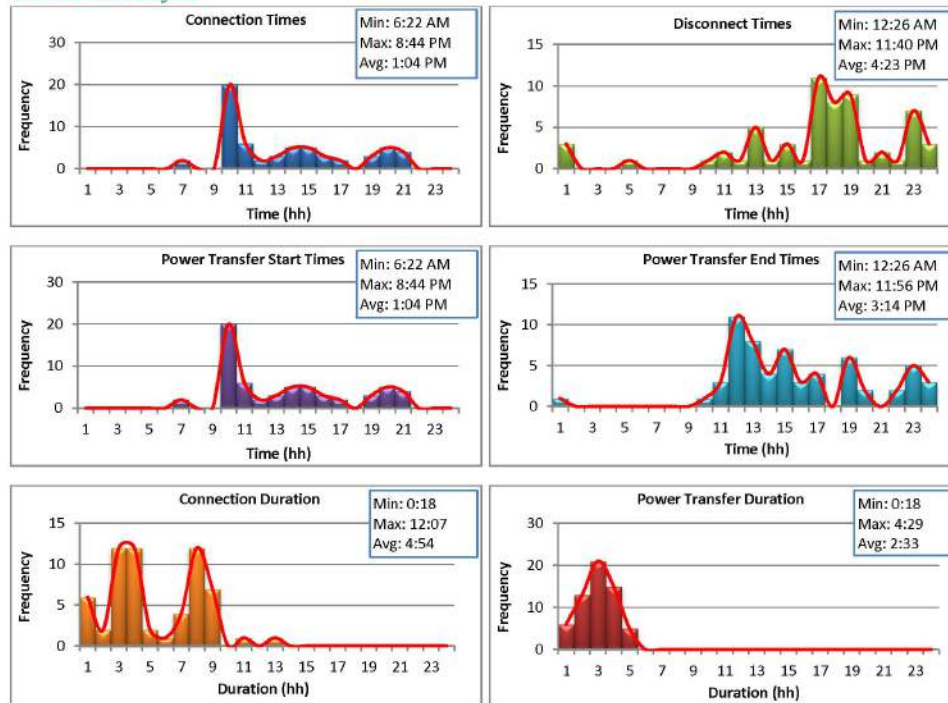 Connection Times
Min: 6:22 AM
Max: 8:44 PM
Avg: 1:04 PM
30
20
10
0
Frequency
1 3 5 7 9 11 13 15 17 19 21 23
Time (hh)
Disconnect Times
Min: 12:26 AM
Max: 11:40 PM
Avg: 4:23 PM
15
10
5
0
Frequency
1 3 5 7 9 11 13 15 17 19 21 23
Time (hh)
Power Transfer Start Times
Min: 6:22 AM
Max: 8:44 PM
Avg: 1:04 PM
30
20
10
0
Frequency
1 3 5 7 9 11 13 15 17 19 21 23
Time (hh)
Power Transfer End Times
Min: 12:26 AM
Max: 11:56 PM
Avg: 3:14 PM
15
10
5
0
Frequency
1 3 5 7 9 11 13 15 17 19 21 23
Time (hh)
Connection Duration
Min: 0:18
Max: 12:07
Avg: 4:54
15
10
5
0
Frequency
1 3 5 7 9 11 13 15 17 19 21 23
Duration (hh)
Power Transfer Duration
Min: 0:18
Max: 4:29
Avg: 2:33
30
20
10
0
Frequency
1 3 5 7 9 11 13 15 17 19 21 23
Duration (hh)